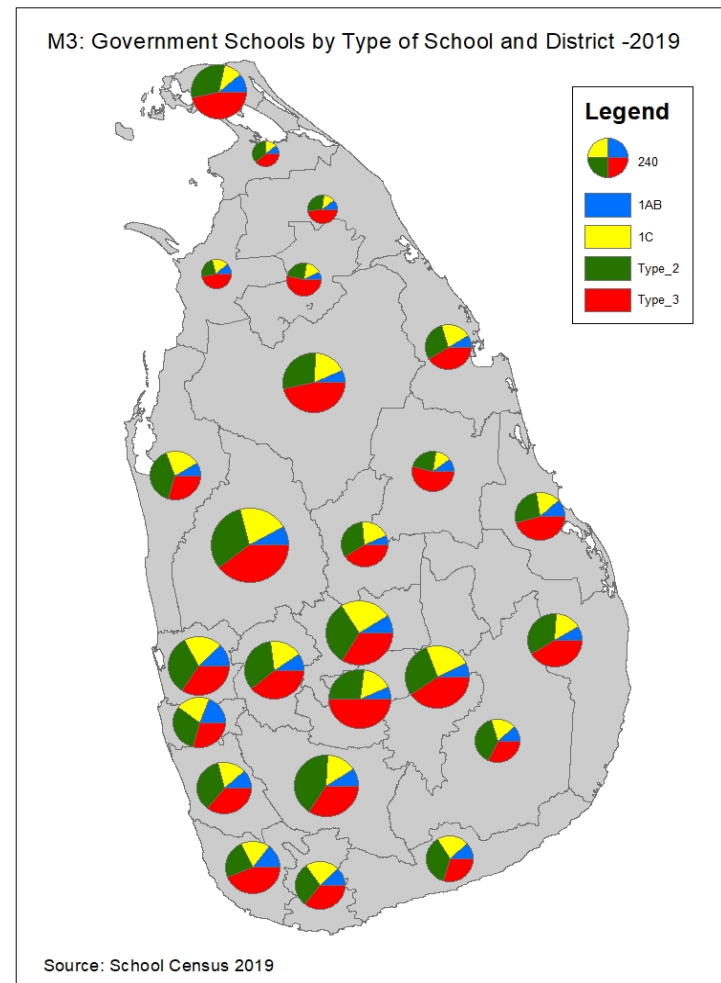 M3: Government Schools by Type of School and District -2019
Legend
240
1AB
1C
Type_2
Type_3
Source: School Census 2019